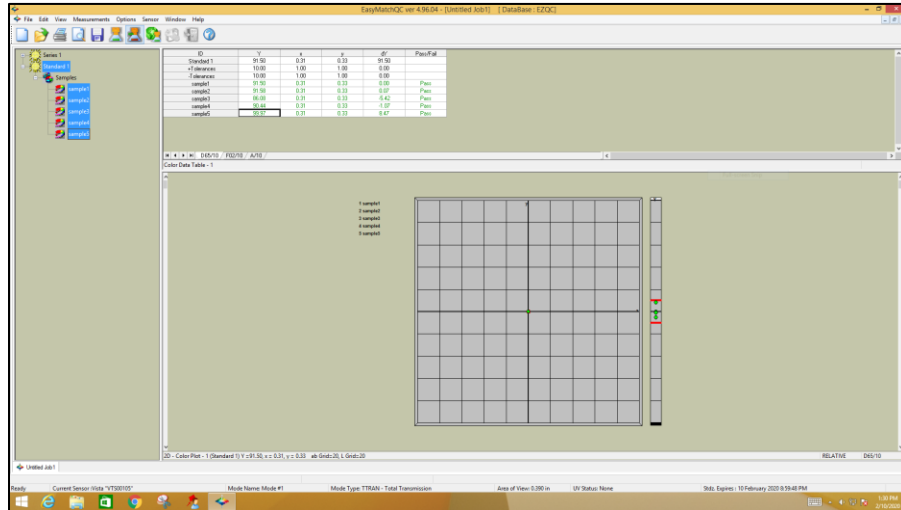 EasyMatchQC ver 4.96.04 - [Untitled Job1]   [ DataBase : EZQC]
File Edit View Measurements Options Sensor Window Help
Series 1
Standard 1
Samples
sample1
sample2
sample3
sample4
sample5
ID Y x y dY Pass/Fail
Standard 1 91.50 0.31 0.33 91.50
+Tolerances 10.00 1.00 1.00 0.00
-Tolerances 10.00 1.00 1.00 0.00
sample1 91.50 0.31 0.33 0.00 Pass
sample2 0.31 0.33 0.07 Pass
sample3 86.08 0.31 0.33 -5.42 Pass
sample4 90.44 0.31 0.33 -1.07 Pass
sample5 99.97 0.31 0.33 8.47 Pass
D65/10 F02/10 A/10
Color Data Table - 1
1-sample1
2-sample2
3-sample3
4-sample4
5-sample5
2D - Color Plot - 1 (Standard 1) Y =91.50, x = 0.31, y = 0.33 ab Grid=20, L Grid=20 RELATIVE D65/10
Untitled Job1
Ready Current Sensor :Vista "VTS00105" Mode Name: Mode #1 Mode Type: TTRAN - Total Transmission Area of View: 0.390 in UV Status: None Stdz. Expires : 10 February 2020 9:59:48 PM
1:30 PM
2/10/2020